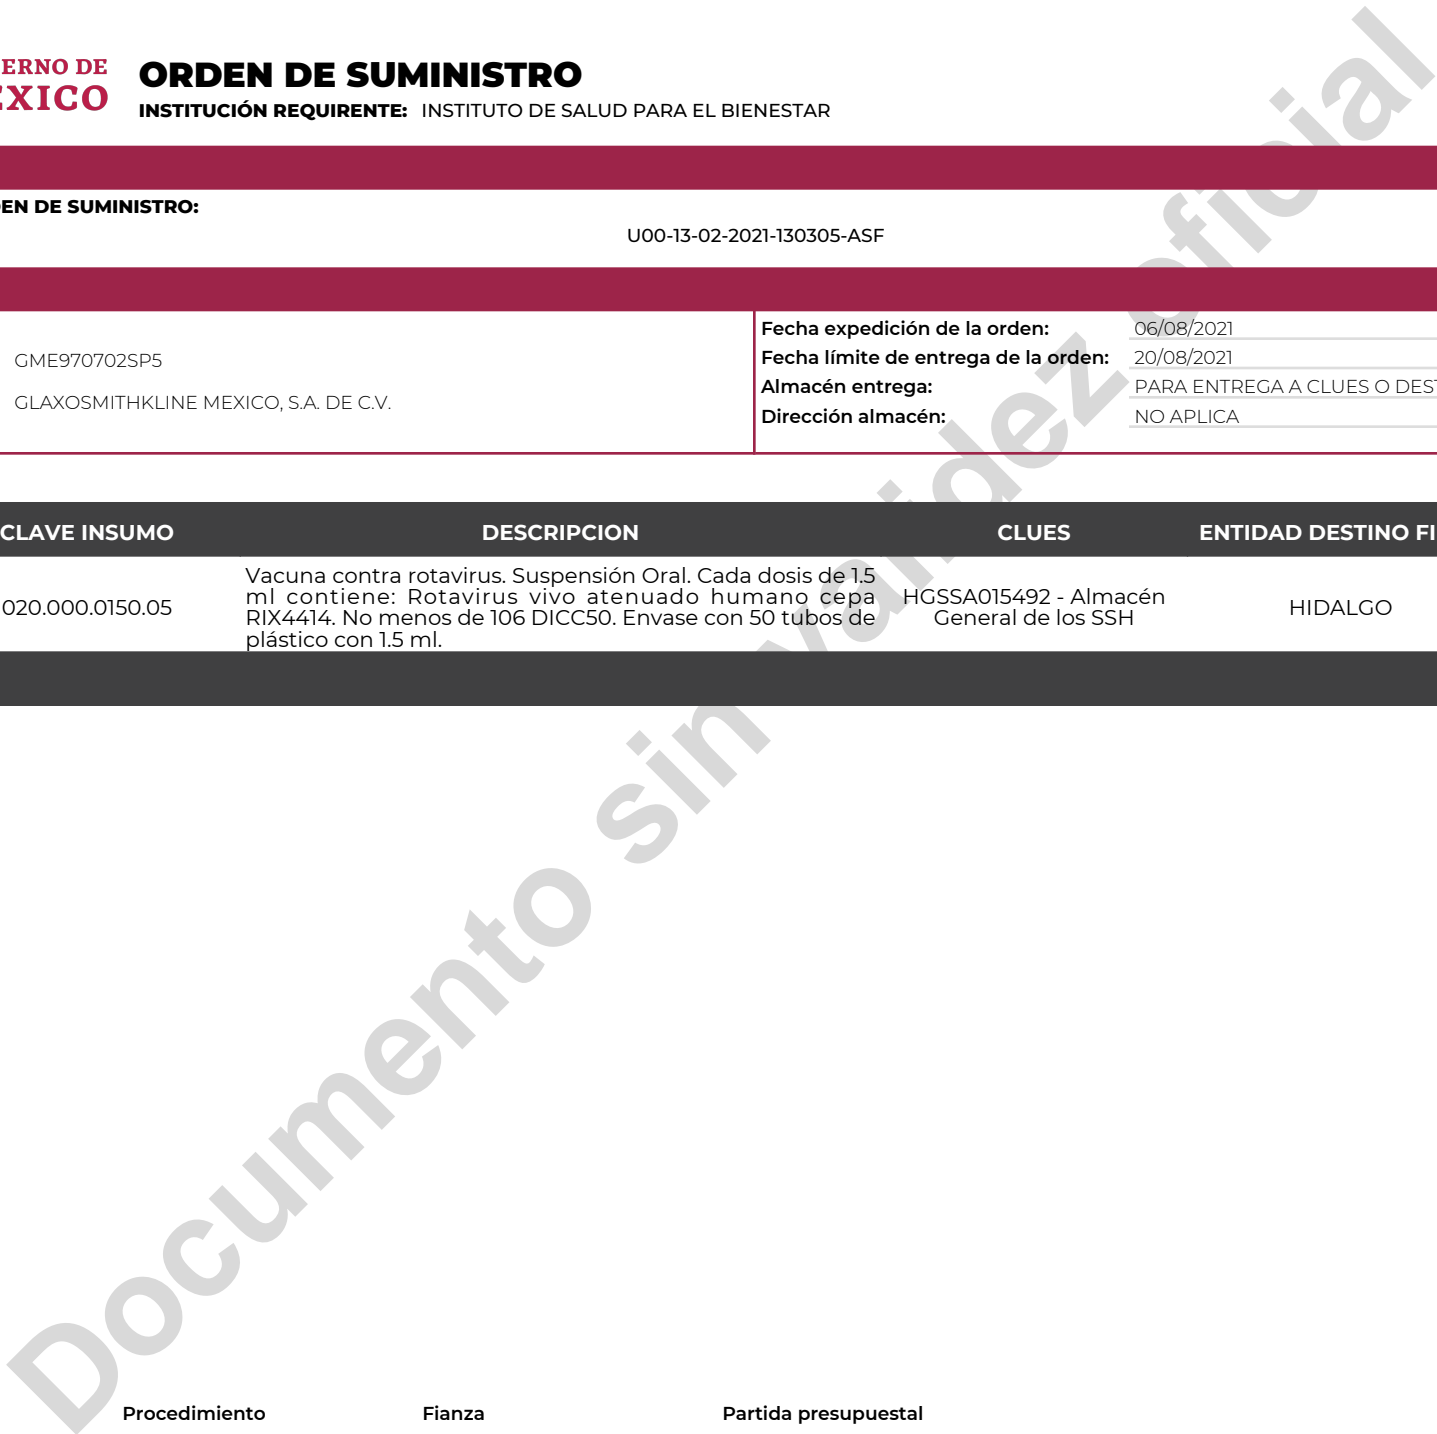 ERNO DE
EXICO
ORDEN DE SUMINISTRO
INSTITUCIÓN REQUIRENTE: INSTITUTO DE SALUD PARA EL BIENESTAR
EN DE SUMINISTRO:
U00-13-02-2021-130305-ASF
GME970702SP5
GLAXOSMITHKLINE MEXICO, S.A. DE C.V.
Fecha expedición de la orden: 06/08/2021
Fecha límite de entrega de la orden: 20/08/2021
Almacén entrega: PARA ENTREGA A CLUES O DEST
Dirección almacén: NO APLICA
CLAVE INSUMO DESCRIPCION CLUES ENTIDAD DESTINO FI
020.000.0150.05
Vacuna contra rotavirus. Suspensión Oral. Cada dosis de 1.5
ml contiene: Rotavirus vivo atenuado humano cepa
RIX4414. No menos de 106 DICC50. Envase con 50 tubos de
plástico con 1.5 ml.
HGSSA015492 - Almacén
General de los SSH
HIDALGO
Documento sin validez oficial
Procedimiento Fianza Partida presupuestal